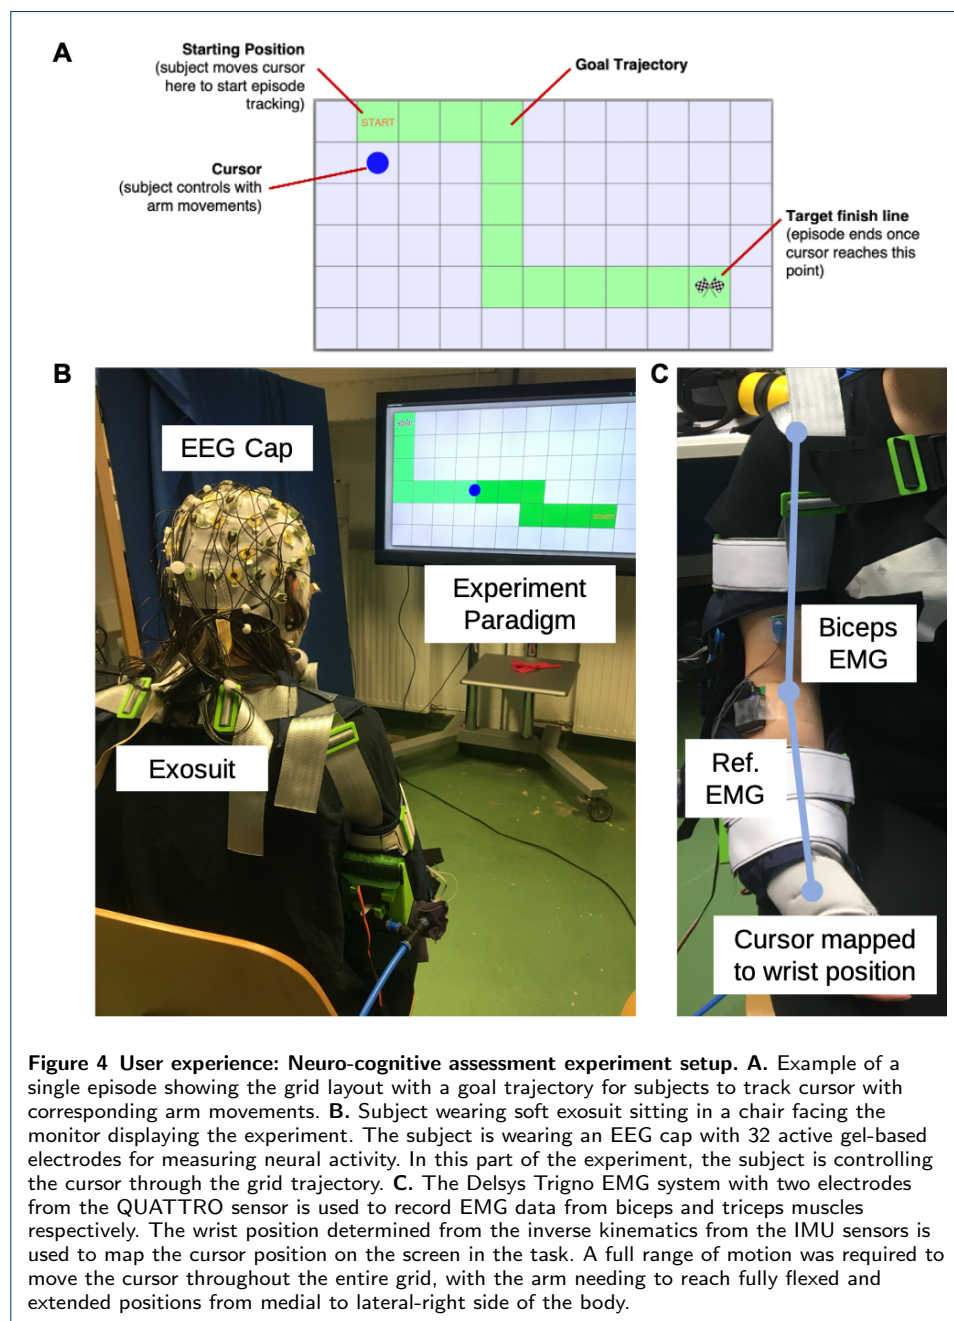 A
Starting Position
(subject moves cursor
here to start episode
tracking)
Goal Trajectory
START
Cursor
(subject controls with
arm movements)
Target finish line
(episode ends once
cursor reaches this
point)
B
EEG Cap
START
Experiment
Paradigm
Exosuit
C
Biceps
EMG
Ref.
EMG
Cursor mapped
to wrist position
Figure 4 User experience: Neuro-cognitive assessment experiment setup. A. Example of a
single episode showing the grid layout with a goal trajectory for subjects to track cursor with
corresponding arm movements. B. Subject wearing soft exosuit sitting in a chair facing the
monitor displaying the experiment. The subject is wearing an EEG cap with 32 active gel-based
electrodes for measuring neural activity. In this part of the experiment, the subject is controlling
the cursor through the grid trajectory. C. The Delsys Trigno EMG system with two electrodes
from the QUATTRO sensor is used to record EMG data from biceps and triceps muscles
respectively. The wrist position determined from the inverse kinematics from the IMU sensors is
used to map the cursor position on the screen in the task. A full range of motion was required to
move the cursor throughout the entire grid, with the arm needing to reach fully flexed and
extended positions from medial to lateral-right side of the body.